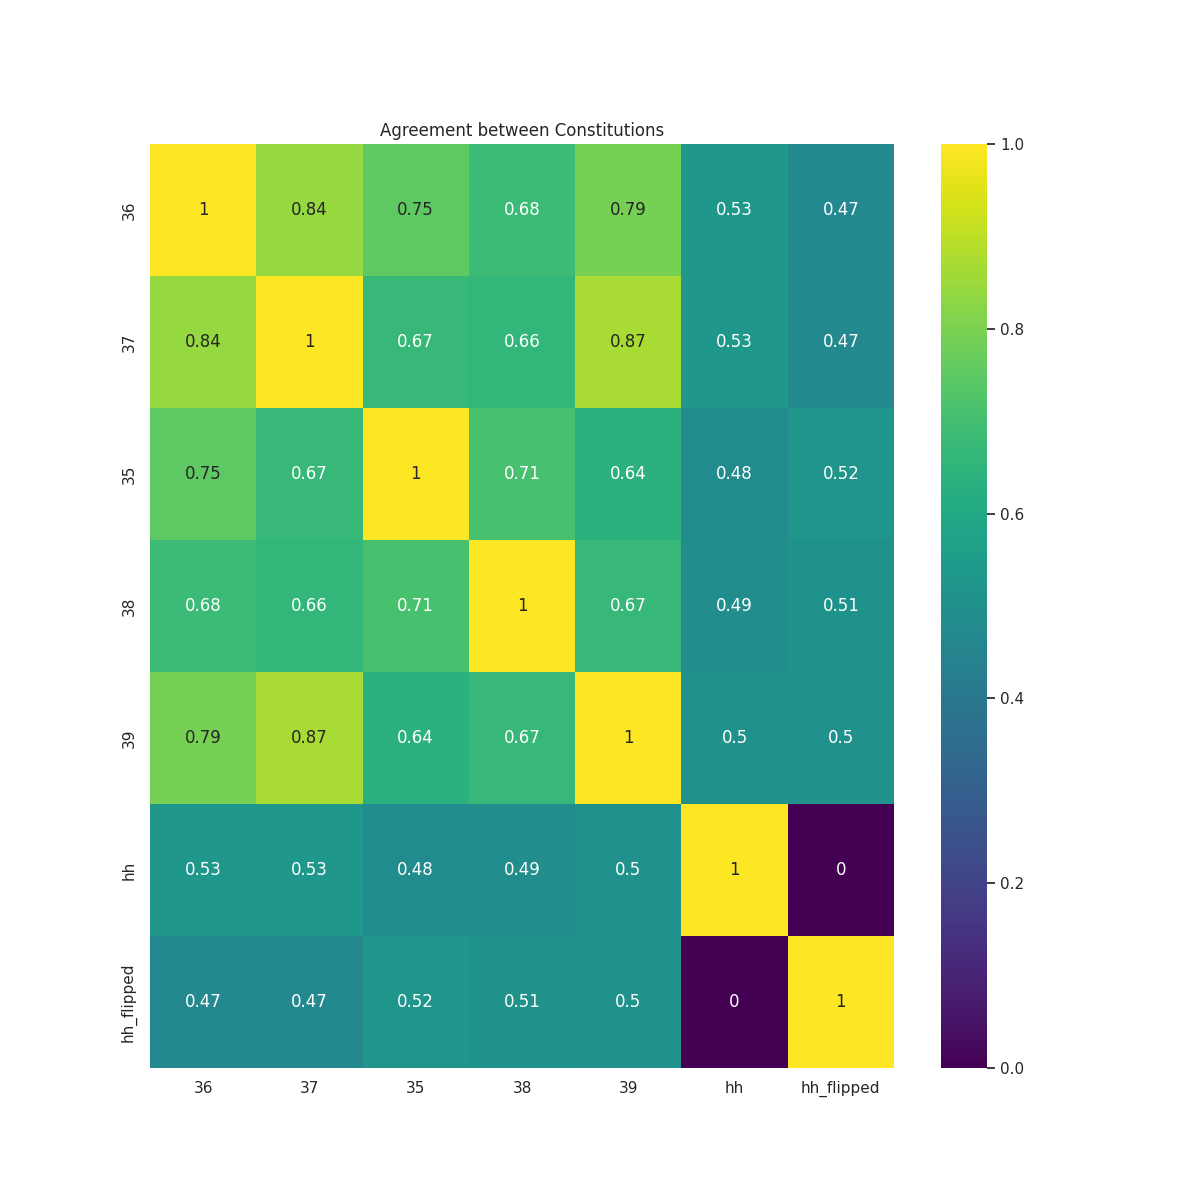 Agreement between Constitutions
36 1 0.84 0.75 0.68 0.79 0.53 0.47
37 0.84 1 0.67 0.66 0.87 0.53 0.47
35 0.75 0.67 1 0.71 0.64 0.48 0.52
38 0.68 0.66 0.71 1 0.67 0.49 0.51
39 0.79 0.87 0.64 0.67 1 0.5 0.5
hh 0.53 0.53 0.48 0.49 0.5 1 0
hh_flipped 0.47 0.47 0.52 0.51 0.5 0 1
36 37 35 38 39 hh hh_flipped
1.0
0.8
0.6
0.4
0.2
0.0